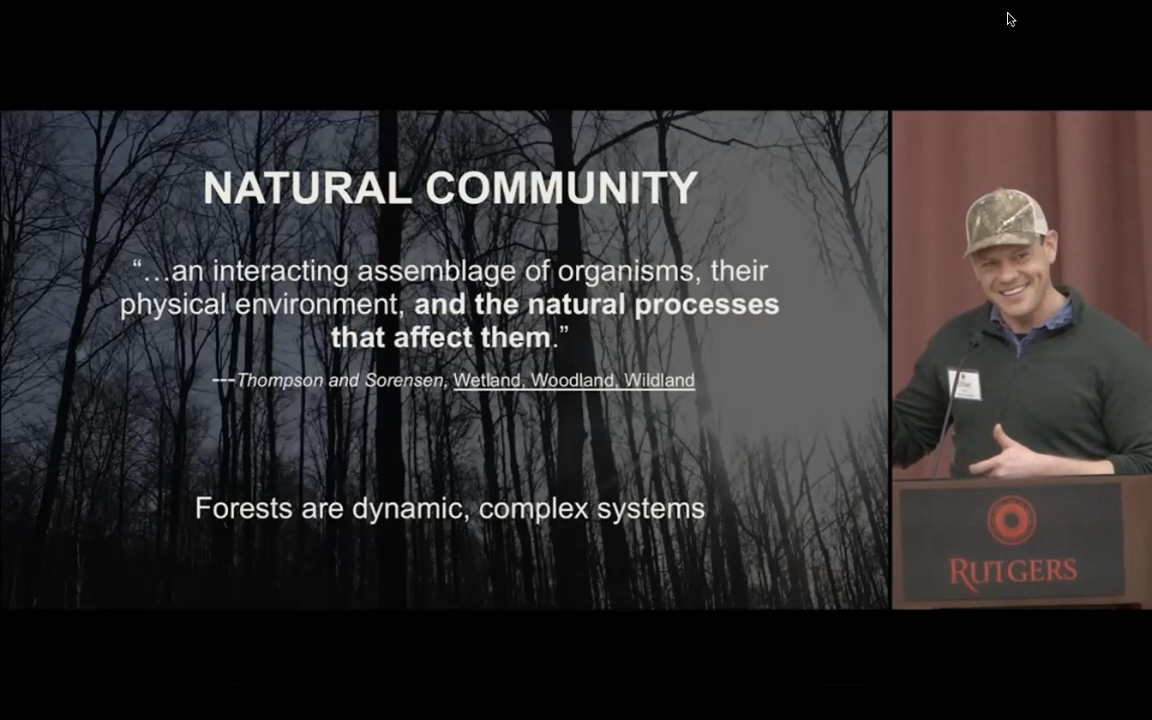 NATURAL COMMUNITY
“…an interacting assemblage of organisms, their
physical environment, and the natural processes
that affect them.”
---Thompson and Sorensen, Wetland, Woodland, Wildland
Forests are dynamic, complex systems
RUTGERS